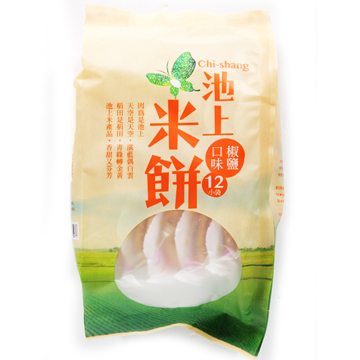 Chi-shang
池上
米餅
椒鹽
口味
12
小袋
因為是池上
天空是天空，湛藍偶白雲
稻田是稻田，青綠轉金黃
池上米產品，香甜又芬芳